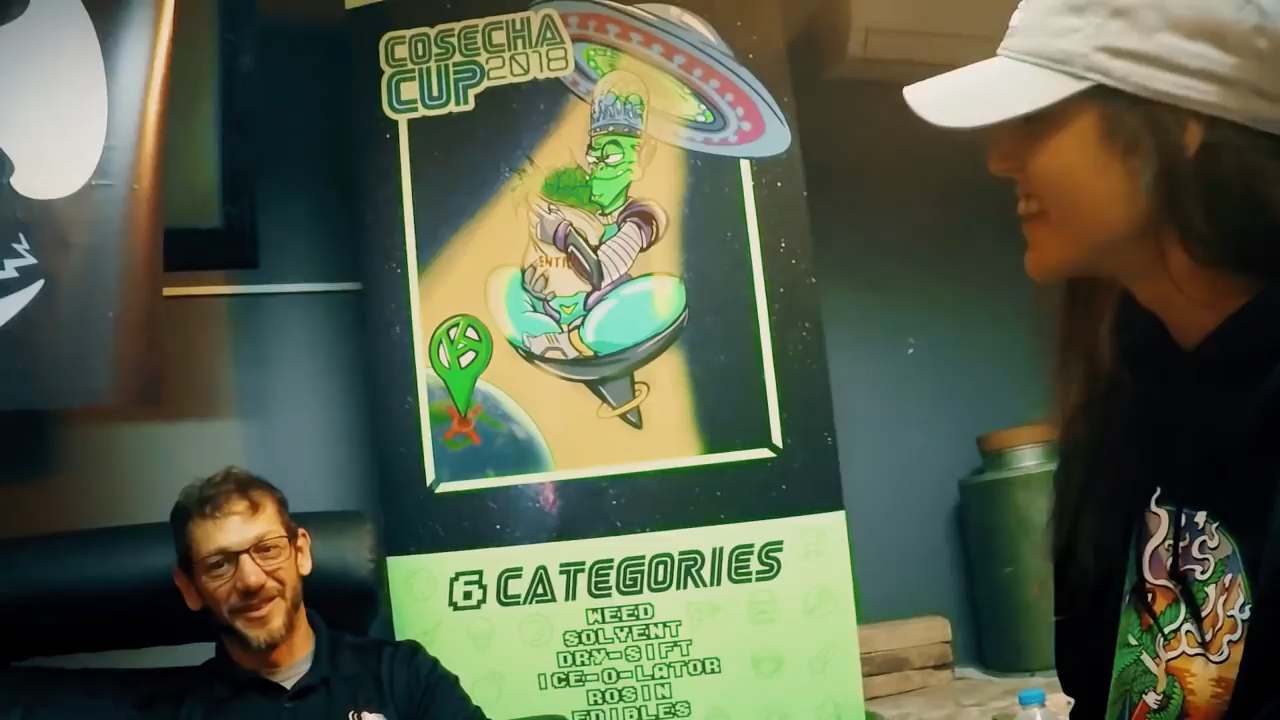 COSECHA
CUP 2018
6 CATEGORIES
WEED
SOLVENT
DRY-SIFT
ICE-O-LATOR
ROSIN
EDIBLES